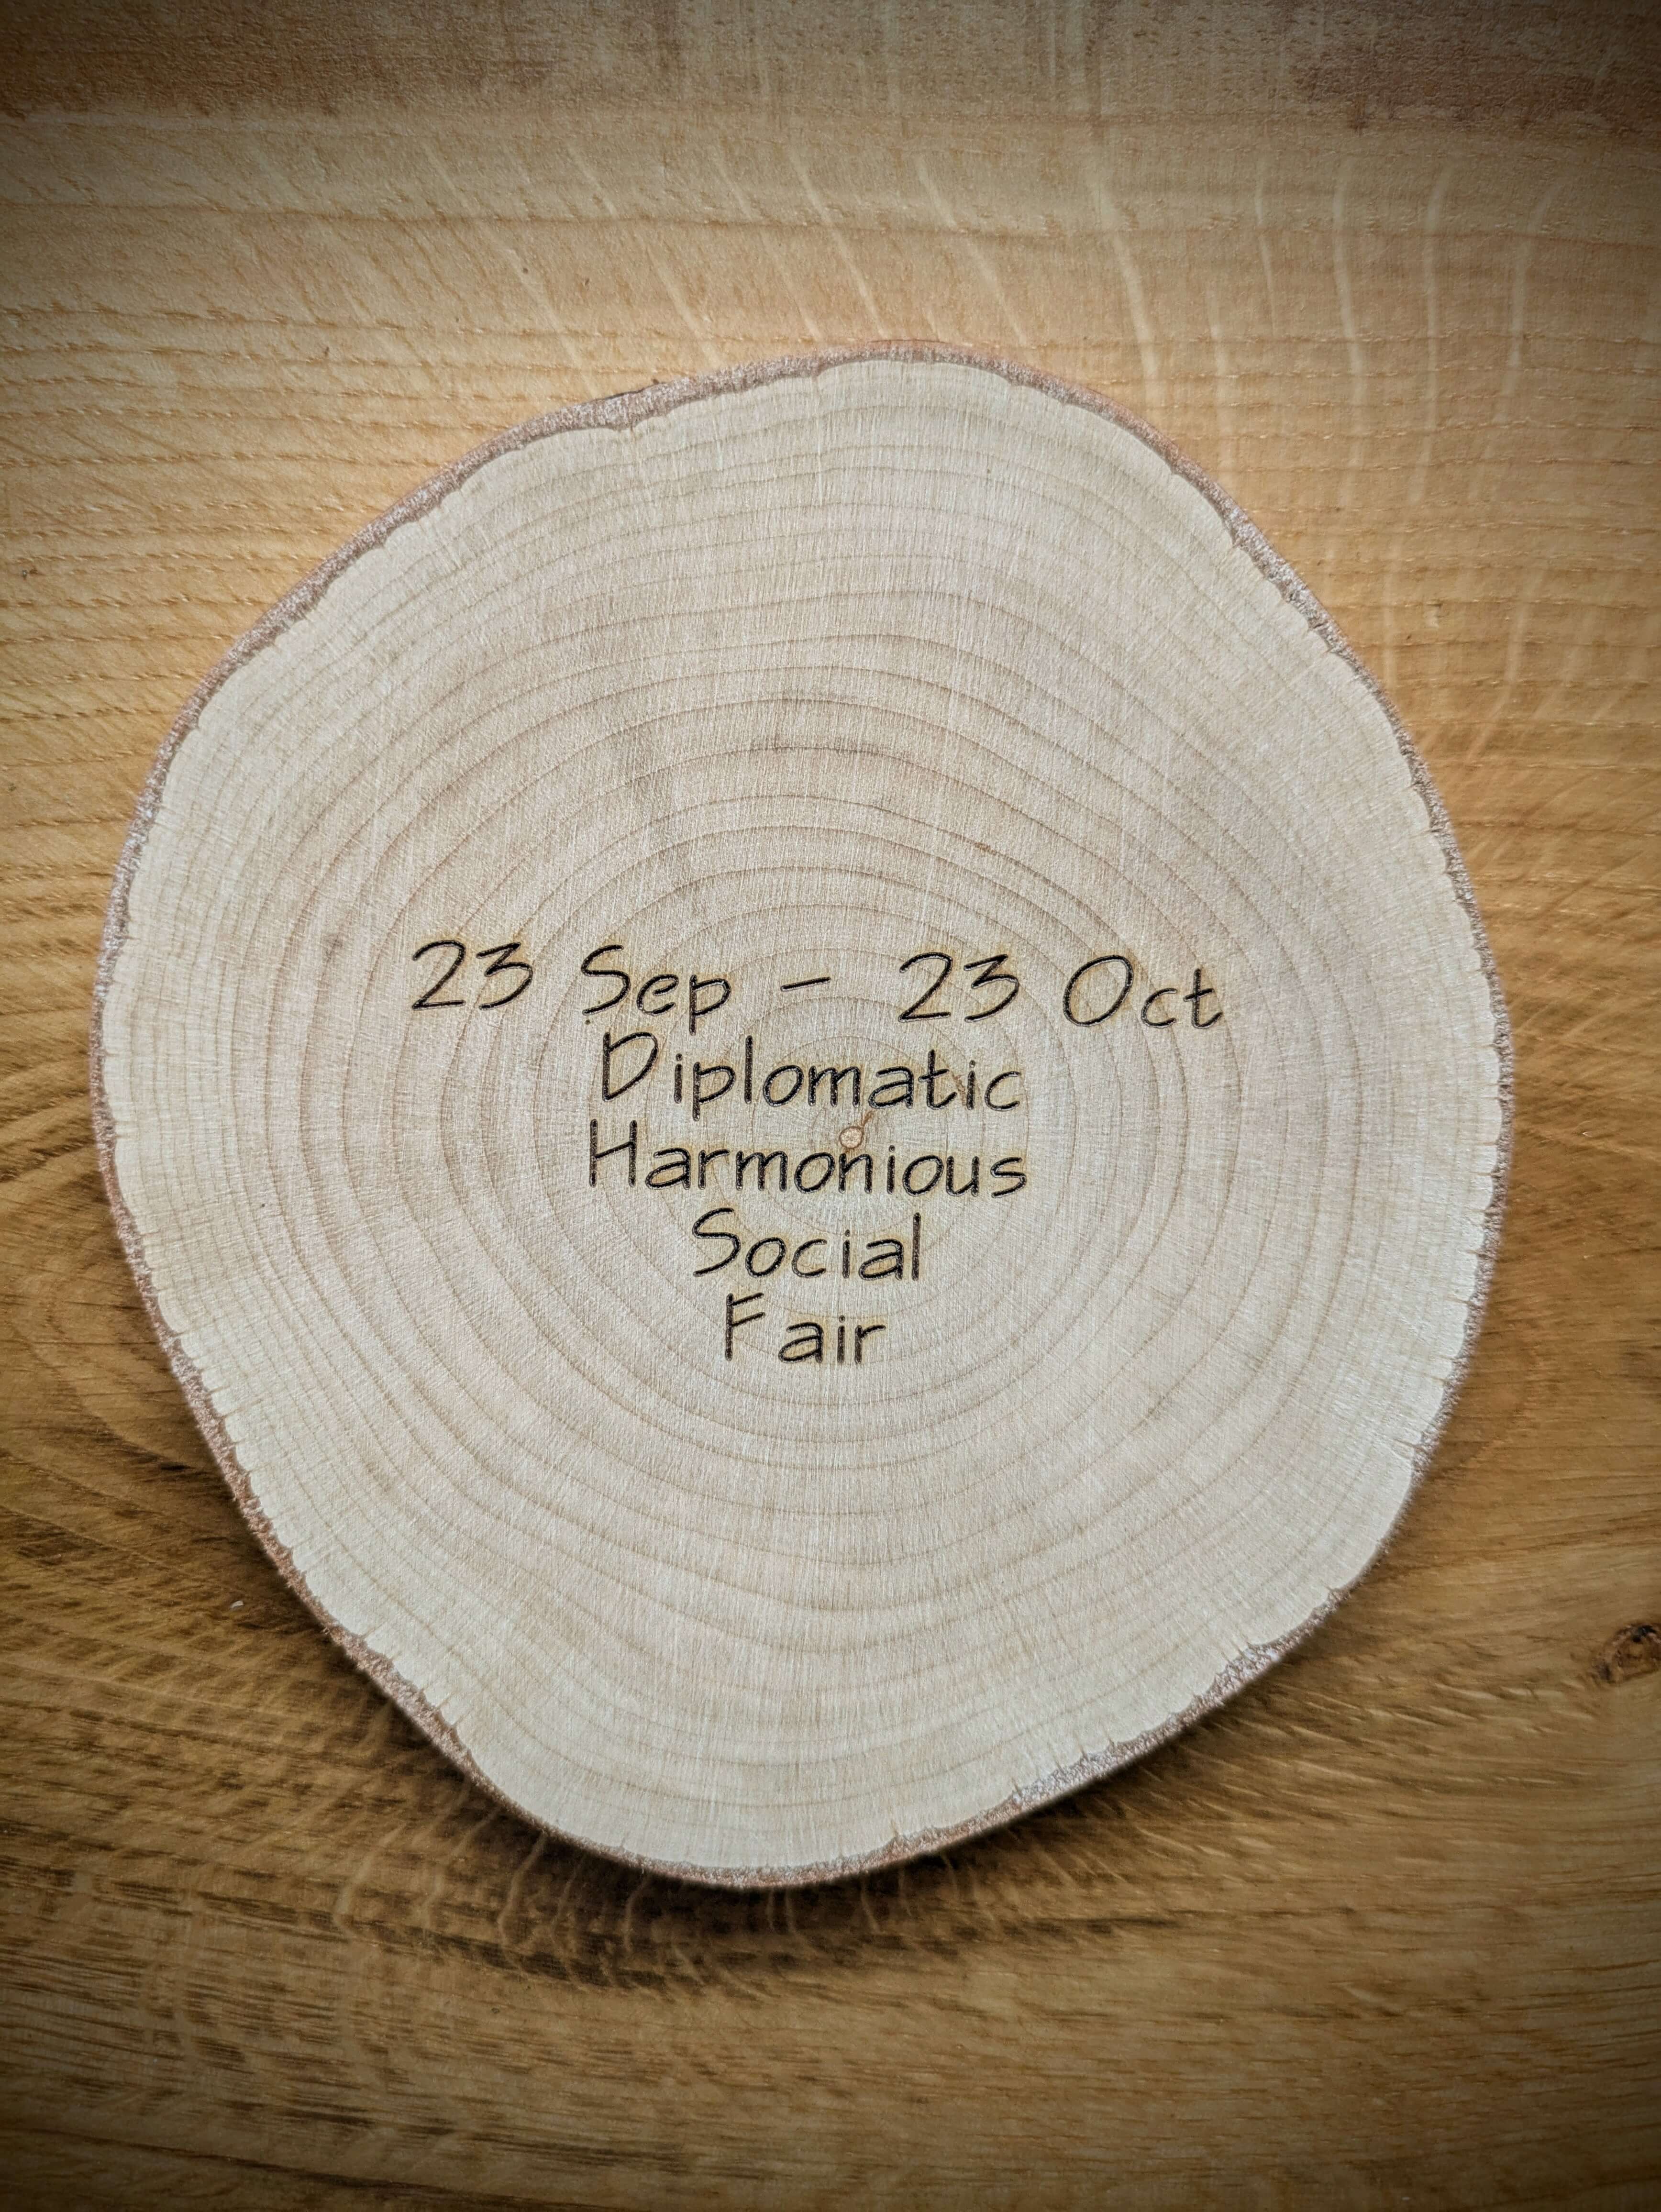 23 Sep - 23 Oct
Diplomatic
Harmonious
Social
Fair